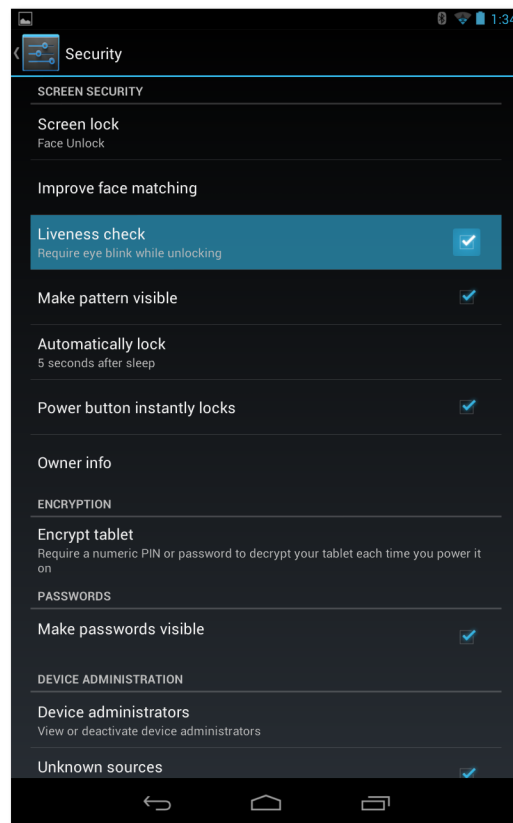 1:34
Security
SCREEN SECURITY
Screen lock
Face Unlock
Improve face matching
Liveness check
Require eye blink while unlocking
Make pattern visible
Automatically lock
5 seconds after sleep
Power button instantly locks
Owner info
ENCRYPTION
Encrypt tablet
Require a numeric PIN or password to decrypt your tablet each time you power it
on
PASSWORDS
Make passwords visible
DEVICE ADMINISTRATION
Device administrators
View or deactivate device administrators
Unknown sources